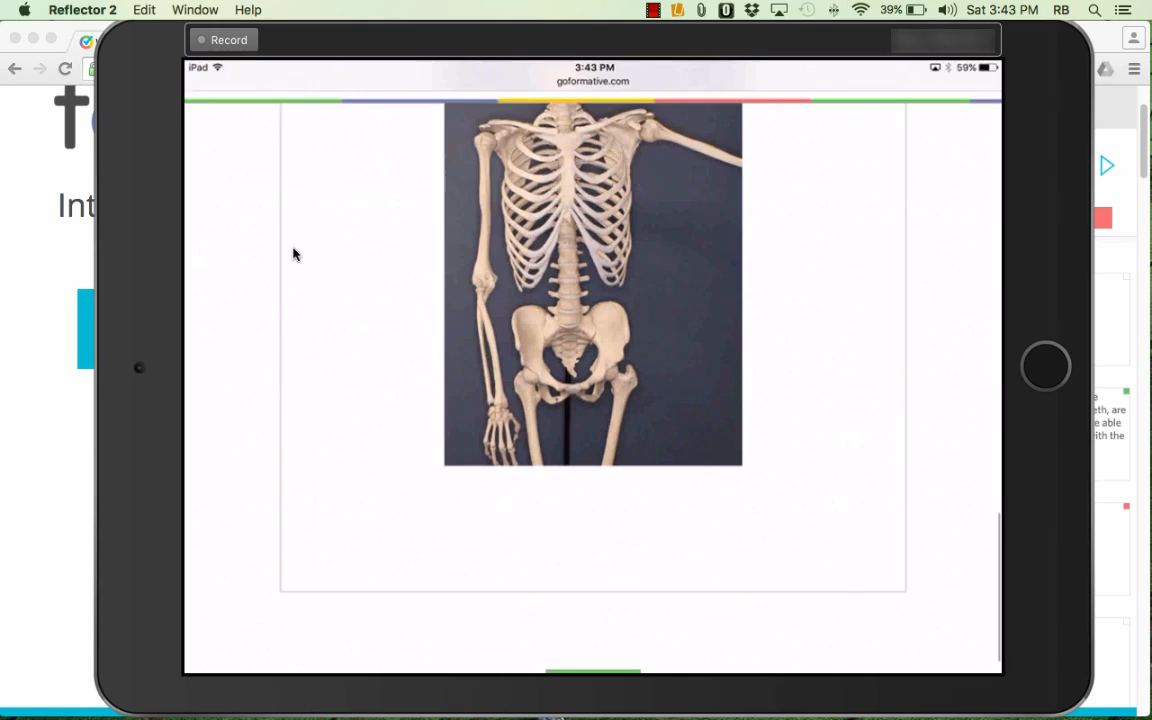 Reflector 2 Edit Window Help 39% Sat 3:43 PM RB
Record
iPad 3:43 PM 59%
goformative.com
Int
e
eth, are
e able
ith the